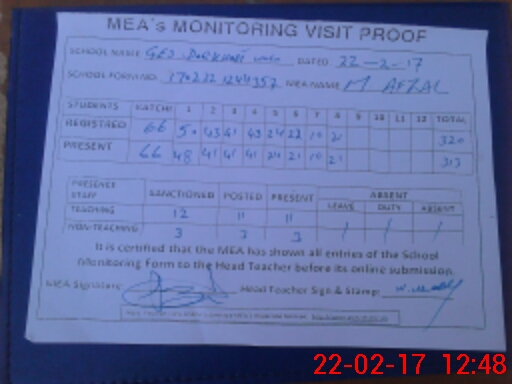 MEA's MONITORING VISIT PROOF
SCHOOL NAME GES DATED 22-2-17
SCHOOL FORM NO. MEA NAME M AFZAL
STUDENTS KATCHI 1 2 3 4 5 6 7 8 9 10 11 12 TOTAL
REGISTRED 66 50 43 41 43 24 22 10 21 320
PRESENT 66 48 41 41 41 24 21 10 21 313
PRESENCE STAFF SANCTIONED POSTED PRESENT ABSENT
LEAVE DUTY ABSENT
TEACHING 12 11 11 / / /
NON-TEACHING 3 3 3 / / /
It is certified that the MEA has shown all entries of the School
Monitoring Form to the Head Teacher before its online submission.
MEA Signature: Head Teacher Sign & Stamp:
22-02-17 12:48